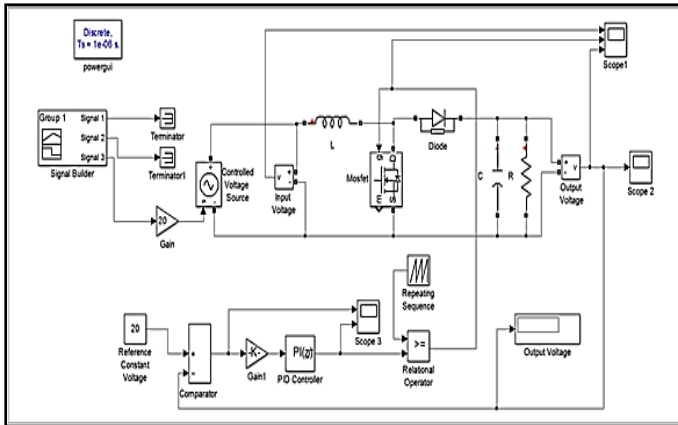 Discrete,
Ts = 1e-06 s.
powergui
Scope1
Group 1
Signal 1
Signal 2
Signal 3
Signal Builder
Terminator
Terminator1
20
Gain
Controlled
Voltage
Source
v
+
-
Input
Voltage
L
g
D
Mosfet
m
S
Diode
C
R
+
-
v
Output
Voltage
Scope 2
Repeating
Sequence
20
Reference
Constant
Voltage
+
Comparator
-K-
Gain1
PI(z)
PID Controller
Scope 3
>=
Relational
Operator
Output Voltage